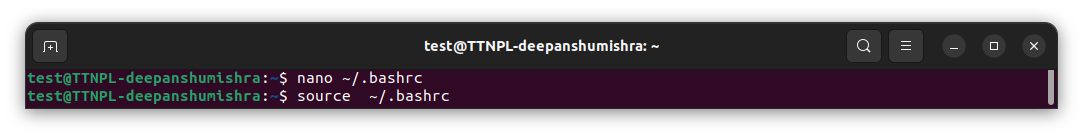 test@TTNPL-deepanshumishra: ~
test@TTNPL-deepanshumishra:~$ nano ~/.bashrc
test@TTNPL-deepanshumishra:~$ source  ~/.bashrc